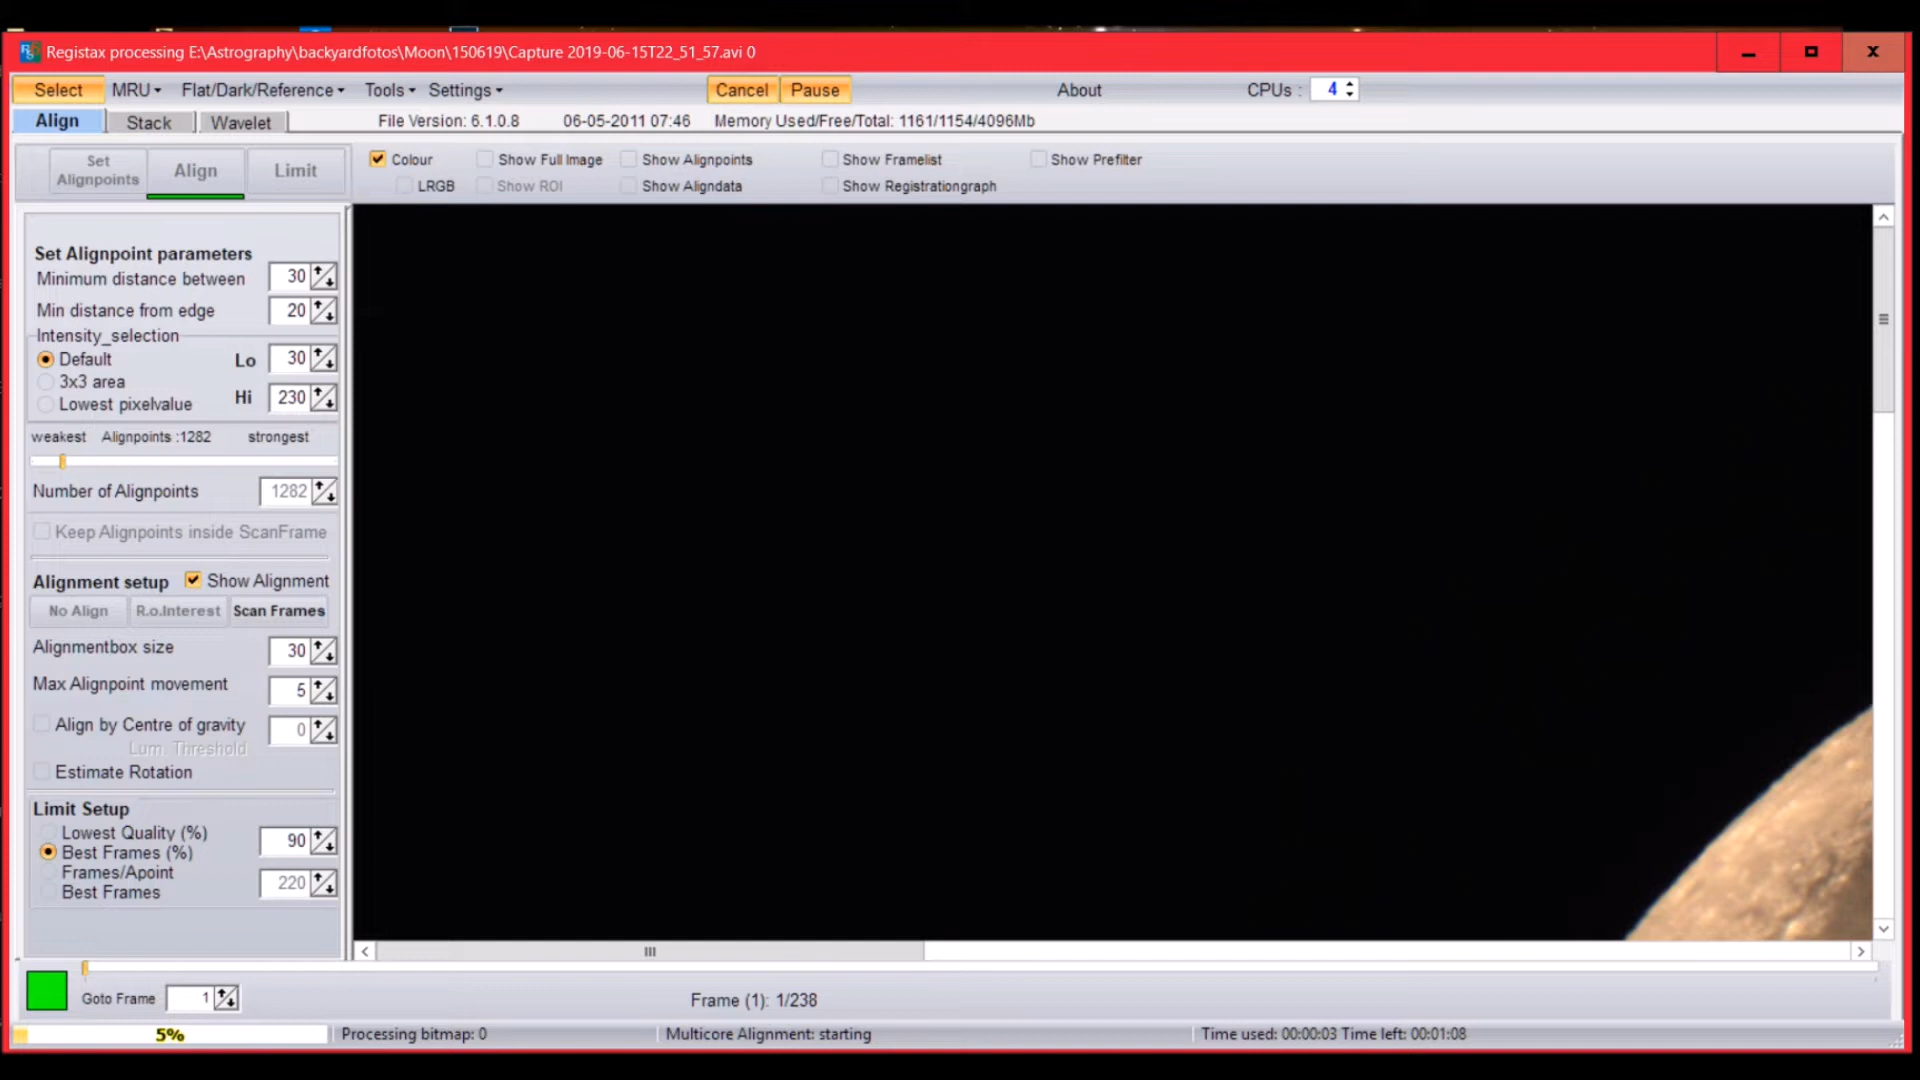 Registax processing E:\Astrography\backyardfotos\Moon\150619\Capture 2019-06-15T22_51_57.avi 0
Select MRU Flat/Dark/Reference Tools Settings Cancel Pause About CPUs : 4
Align Stack Wavelet File Version: 6.1.0.8 06-05-2011 07:46 Memory Used/Free/Total: 1161/1154/4096Mb
Set Alignpoints Align Limit
Colour Show Full Image Show Alignpoints Show Framelist Show Prefilter
LRGB Show ROI Show Aligndata Show Registrationgraph
Set Alignpoint parameters
Minimum distance between 30
Min distance from edge 20
Intensity_selection
Default Lo 30
3x3 area
Lowest pixelvalue Hi 230
weakest Alignpoints :1282 strongest
Number of Alignpoints 1282
Keep Alignpoints inside ScanFrame
Alignment setup Show Alignment
No Align R.o.Interest Scan Frames
Alignmentbox size 30
Max Alignpoint movement 5
Align by Centre of gravity 0
Lum. Threshold
Estimate Rotation
Limit Setup
Lowest Quality (%) 90
Best Frames (%)
Frames/Apoint 220
Best Frames
Goto Frame 1 Frame (1): 1/238
5% Processing bitmap: 0 Multicore Alignment: starting Time used: 00:00:03 Time left: 00:01:08